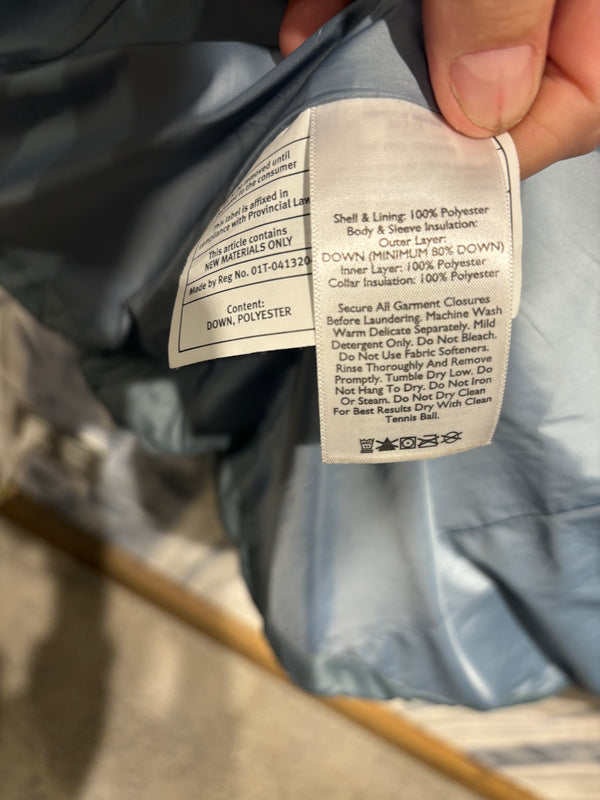 removed until
to the consumer
This label is affixed in
compliance with Provincial Law
This article contains
NEW MATERIALS ONLY
Made by Reg No. 01T-041320
Content:
DOWN, POLYESTER
Shell & Lining: 100% Polyester
Body & Sleeve Insulation:
Outer Layer:
DOWN (MINIMUM 80% DOWN)
Inner Layer: 100% Polyester
Collar Insulation: 100% Polyester
Secure All Garment Closures
Before Laundering. Machine Wash
Warm Delicate Separately. Mild
Detergent Only. Do Not Bleach.
Do Not Use Fabric Softeners.
Rinse Thoroughly And Remove
Promptly. Tumble Dry Low. Do
Not Hang To Dry. Do Not Iron
Or Steam. Do Not Dry Clean
For Best Results Dry With Clean
Tennis Ball.